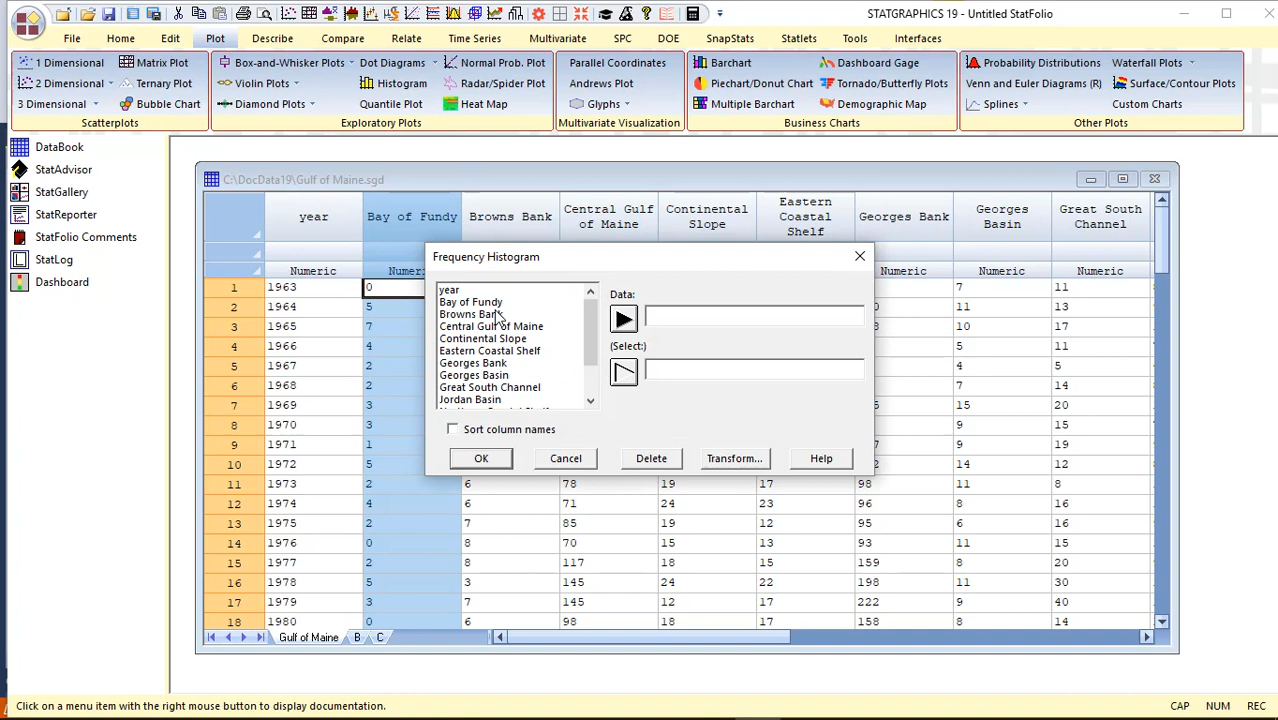 STATGRAPHICS 19 - Untitled StatFolio
File Home Edit Plot Describe Compare Relate Time Series Multivariate SPC DOE SnapStats Statlets Tools Interfaces
1 Dimensional Matrix Plot Box-and-Whisker Plots Dot Diagrams Normal Prob. Plot Parallel Coordinates Barchart Dashboard Gage Probability Distributions Waterfall Plots
2 Dimensional Ternary Plot Violin Plots Histogram Radar/Spider Plot Andrews Plot Piechart/Donut Chart Tornado/Butterfly Plots Venn and Euler Diagrams Surface/Contour Plots
3 Dimensional Bubble Chart Diamond Plots Quantile Plot Heat Map Glyphs Multiple Barchart Demographic Map Splines Custom Charts
Scatterplots Exploratory Plots Multivariate Visualization Business Charts Other Plots
DataBook
StatAdvisor
StatGallery
StatReporter
StatFolio Comments
StatLog
Dashboard
C:\DocData19\Gulf of Maine.sgd
year Bay of Fundy Browns Bank Central Gulf of Maine Continental Slope Eastern Coastal Shelf Georges Bank Georges Basin Great South Channel
Numeric Numeric Numeric Numeric Numeric
Frequency Histogram
year
Bay of Fundy
Browns Bank
Central Gulf of Maine
Continental Slope
Eastern Coastal Shelf
Georges Bank
Georges Basin
Great South Channel
Jordan Basin
Data:
(Select:)
Sort column names
OK Cancel Delete Transform... Help
1 1963 0 7 11
2 1964 5 9 16
3 1965 7 10 17
4 1966 4 5 11
5 1967 2 4 5
6 1968 2 7 14
7 1969 3 15 20
8 1970 3 9 15
9 1971 1 9 19
10 1972 5 14 12
11 1973 2 6 78 19 17 98 11 8
12 1974 4 6 71 24 23 96 8 16
13 1975 2 7 85 19 12 95 6 16
14 1976 0 8 70 15 13 93 11 15
15 1977 2 8 117 18 17 159 8 20
16 1978 5 3 145 24 22 198 11 30
17 1979 3 7 145 12 17 222 9 40
18 1980 0 6 98 18 17 158 8 14
Gulf of Maine B C
Click on a menu item with the right mouse button to display documentation.
CAP NUM REC